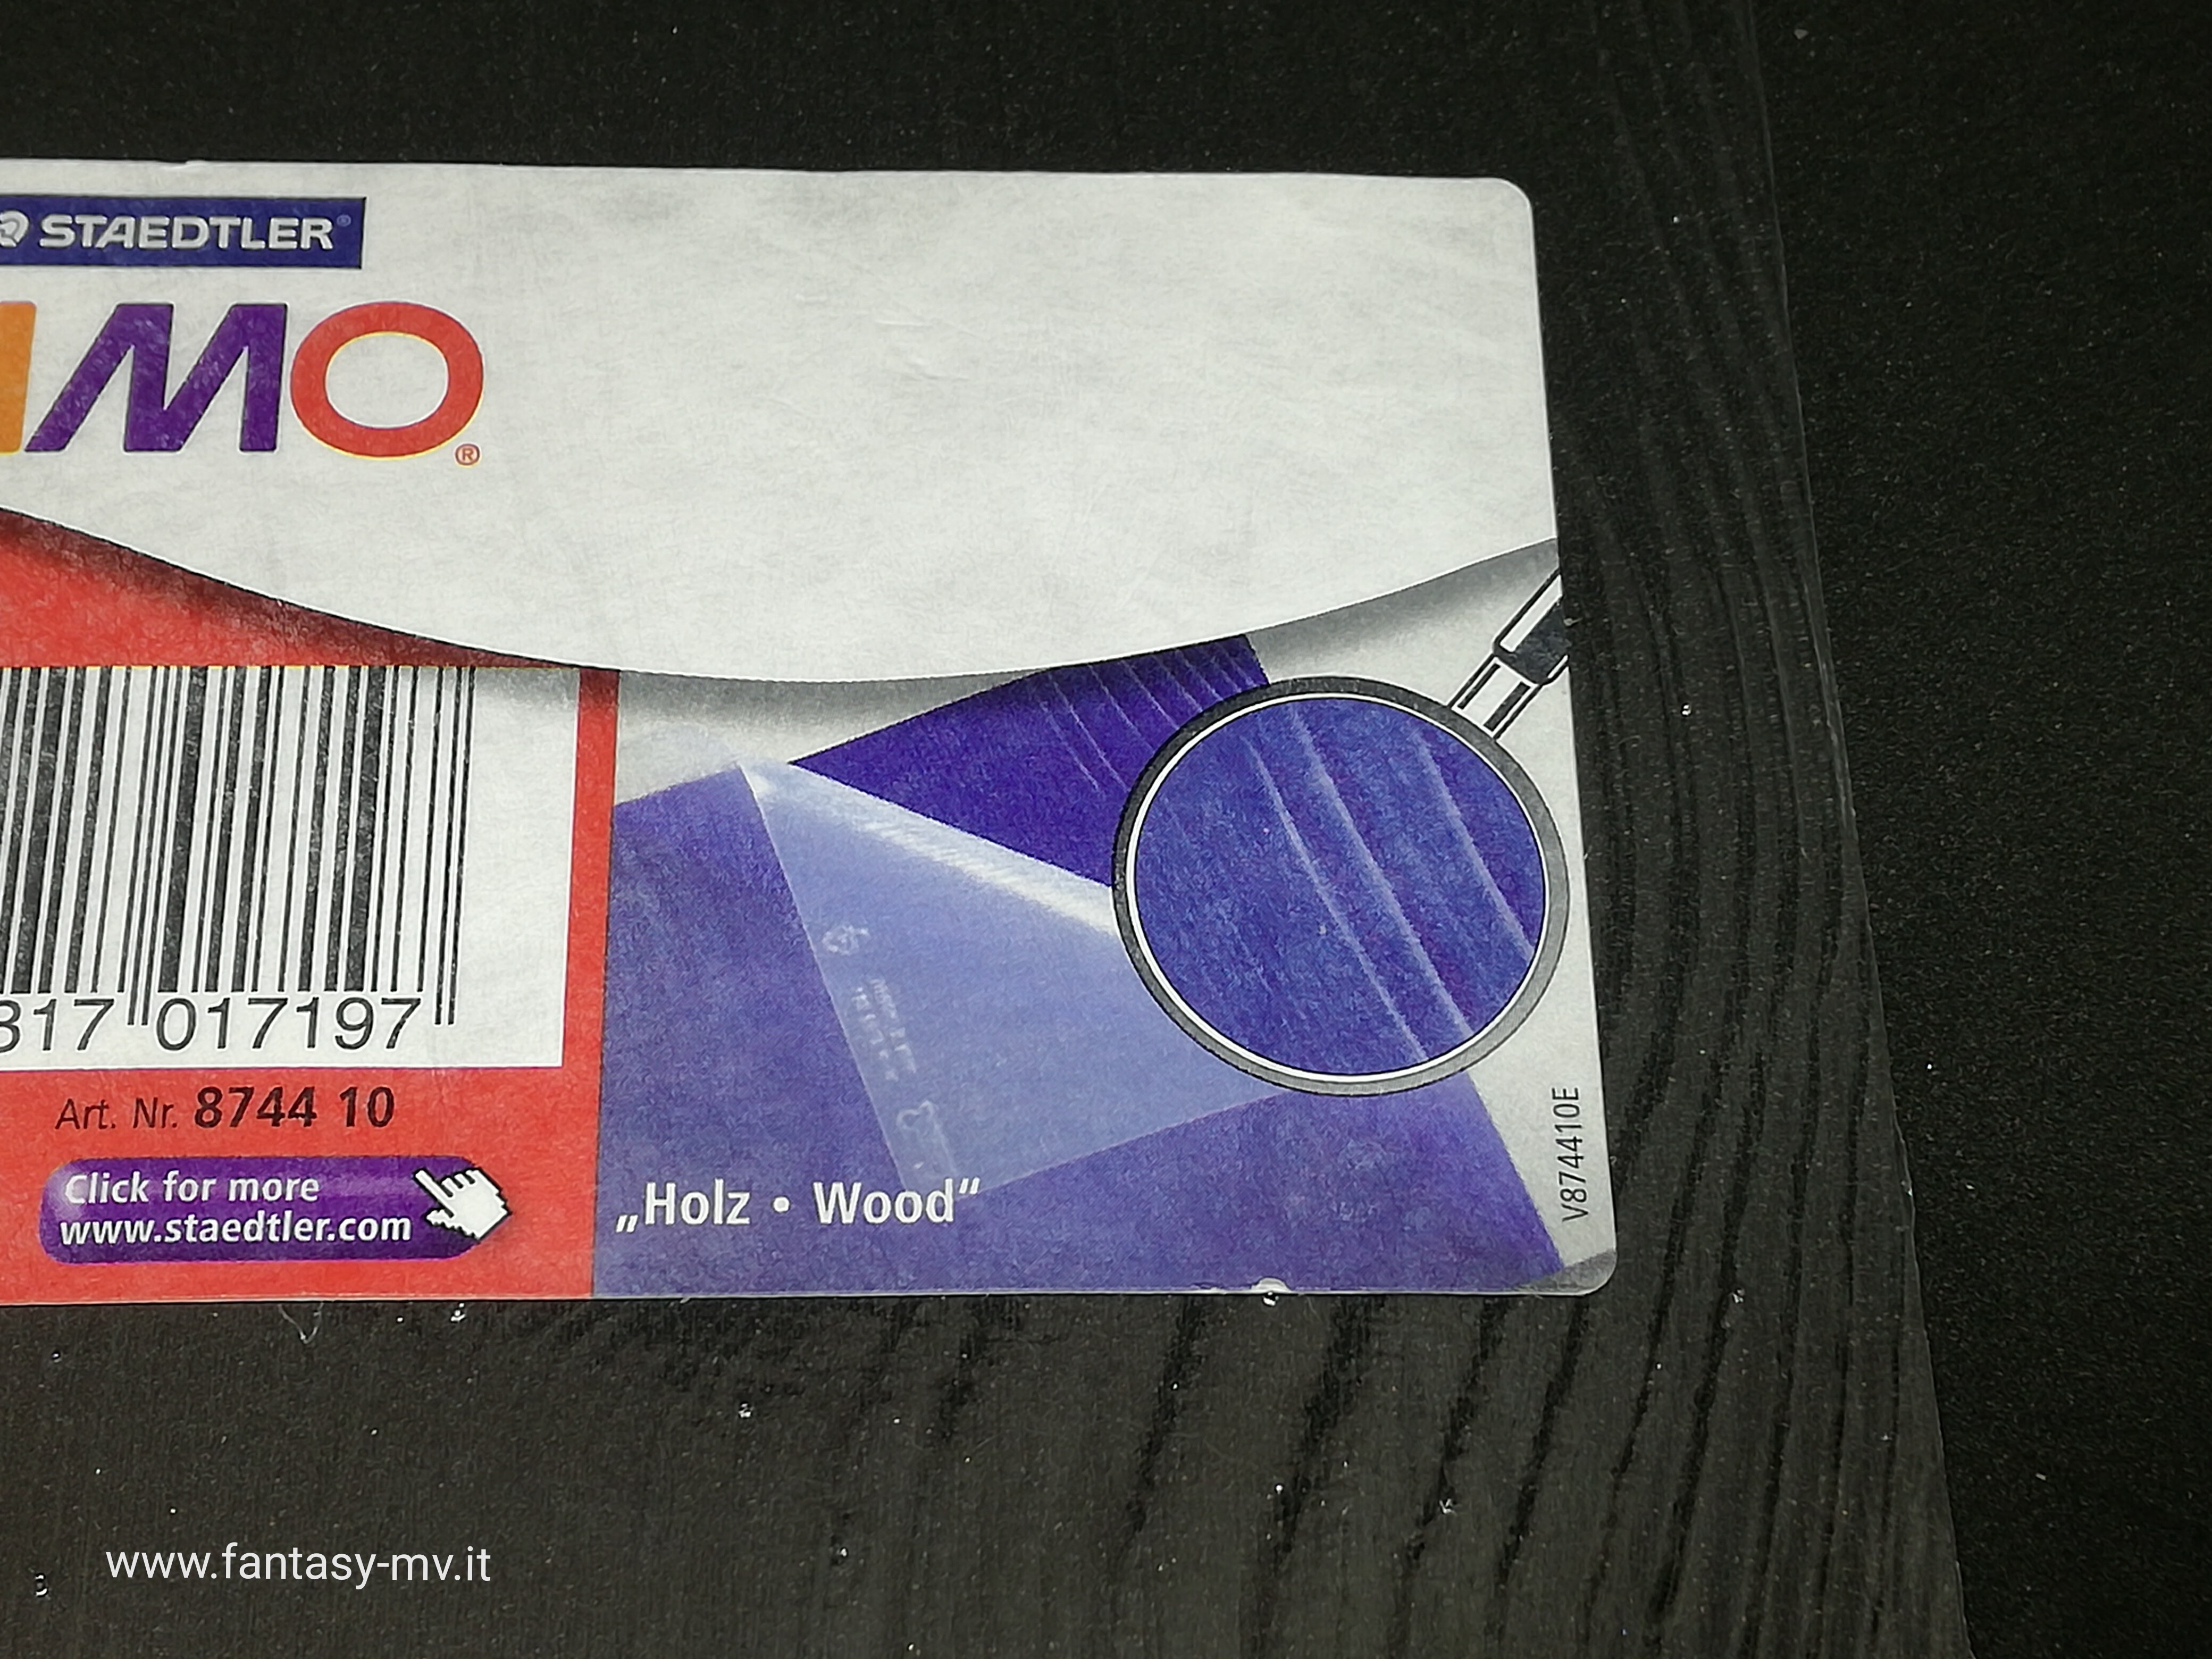 STAEDTLER®
IMO®
317 017197
Art. Nr. 8744 10
Click for more
www.staedtler.com
„Holz • Wood“
V874410E
www.fantasy-mv.it